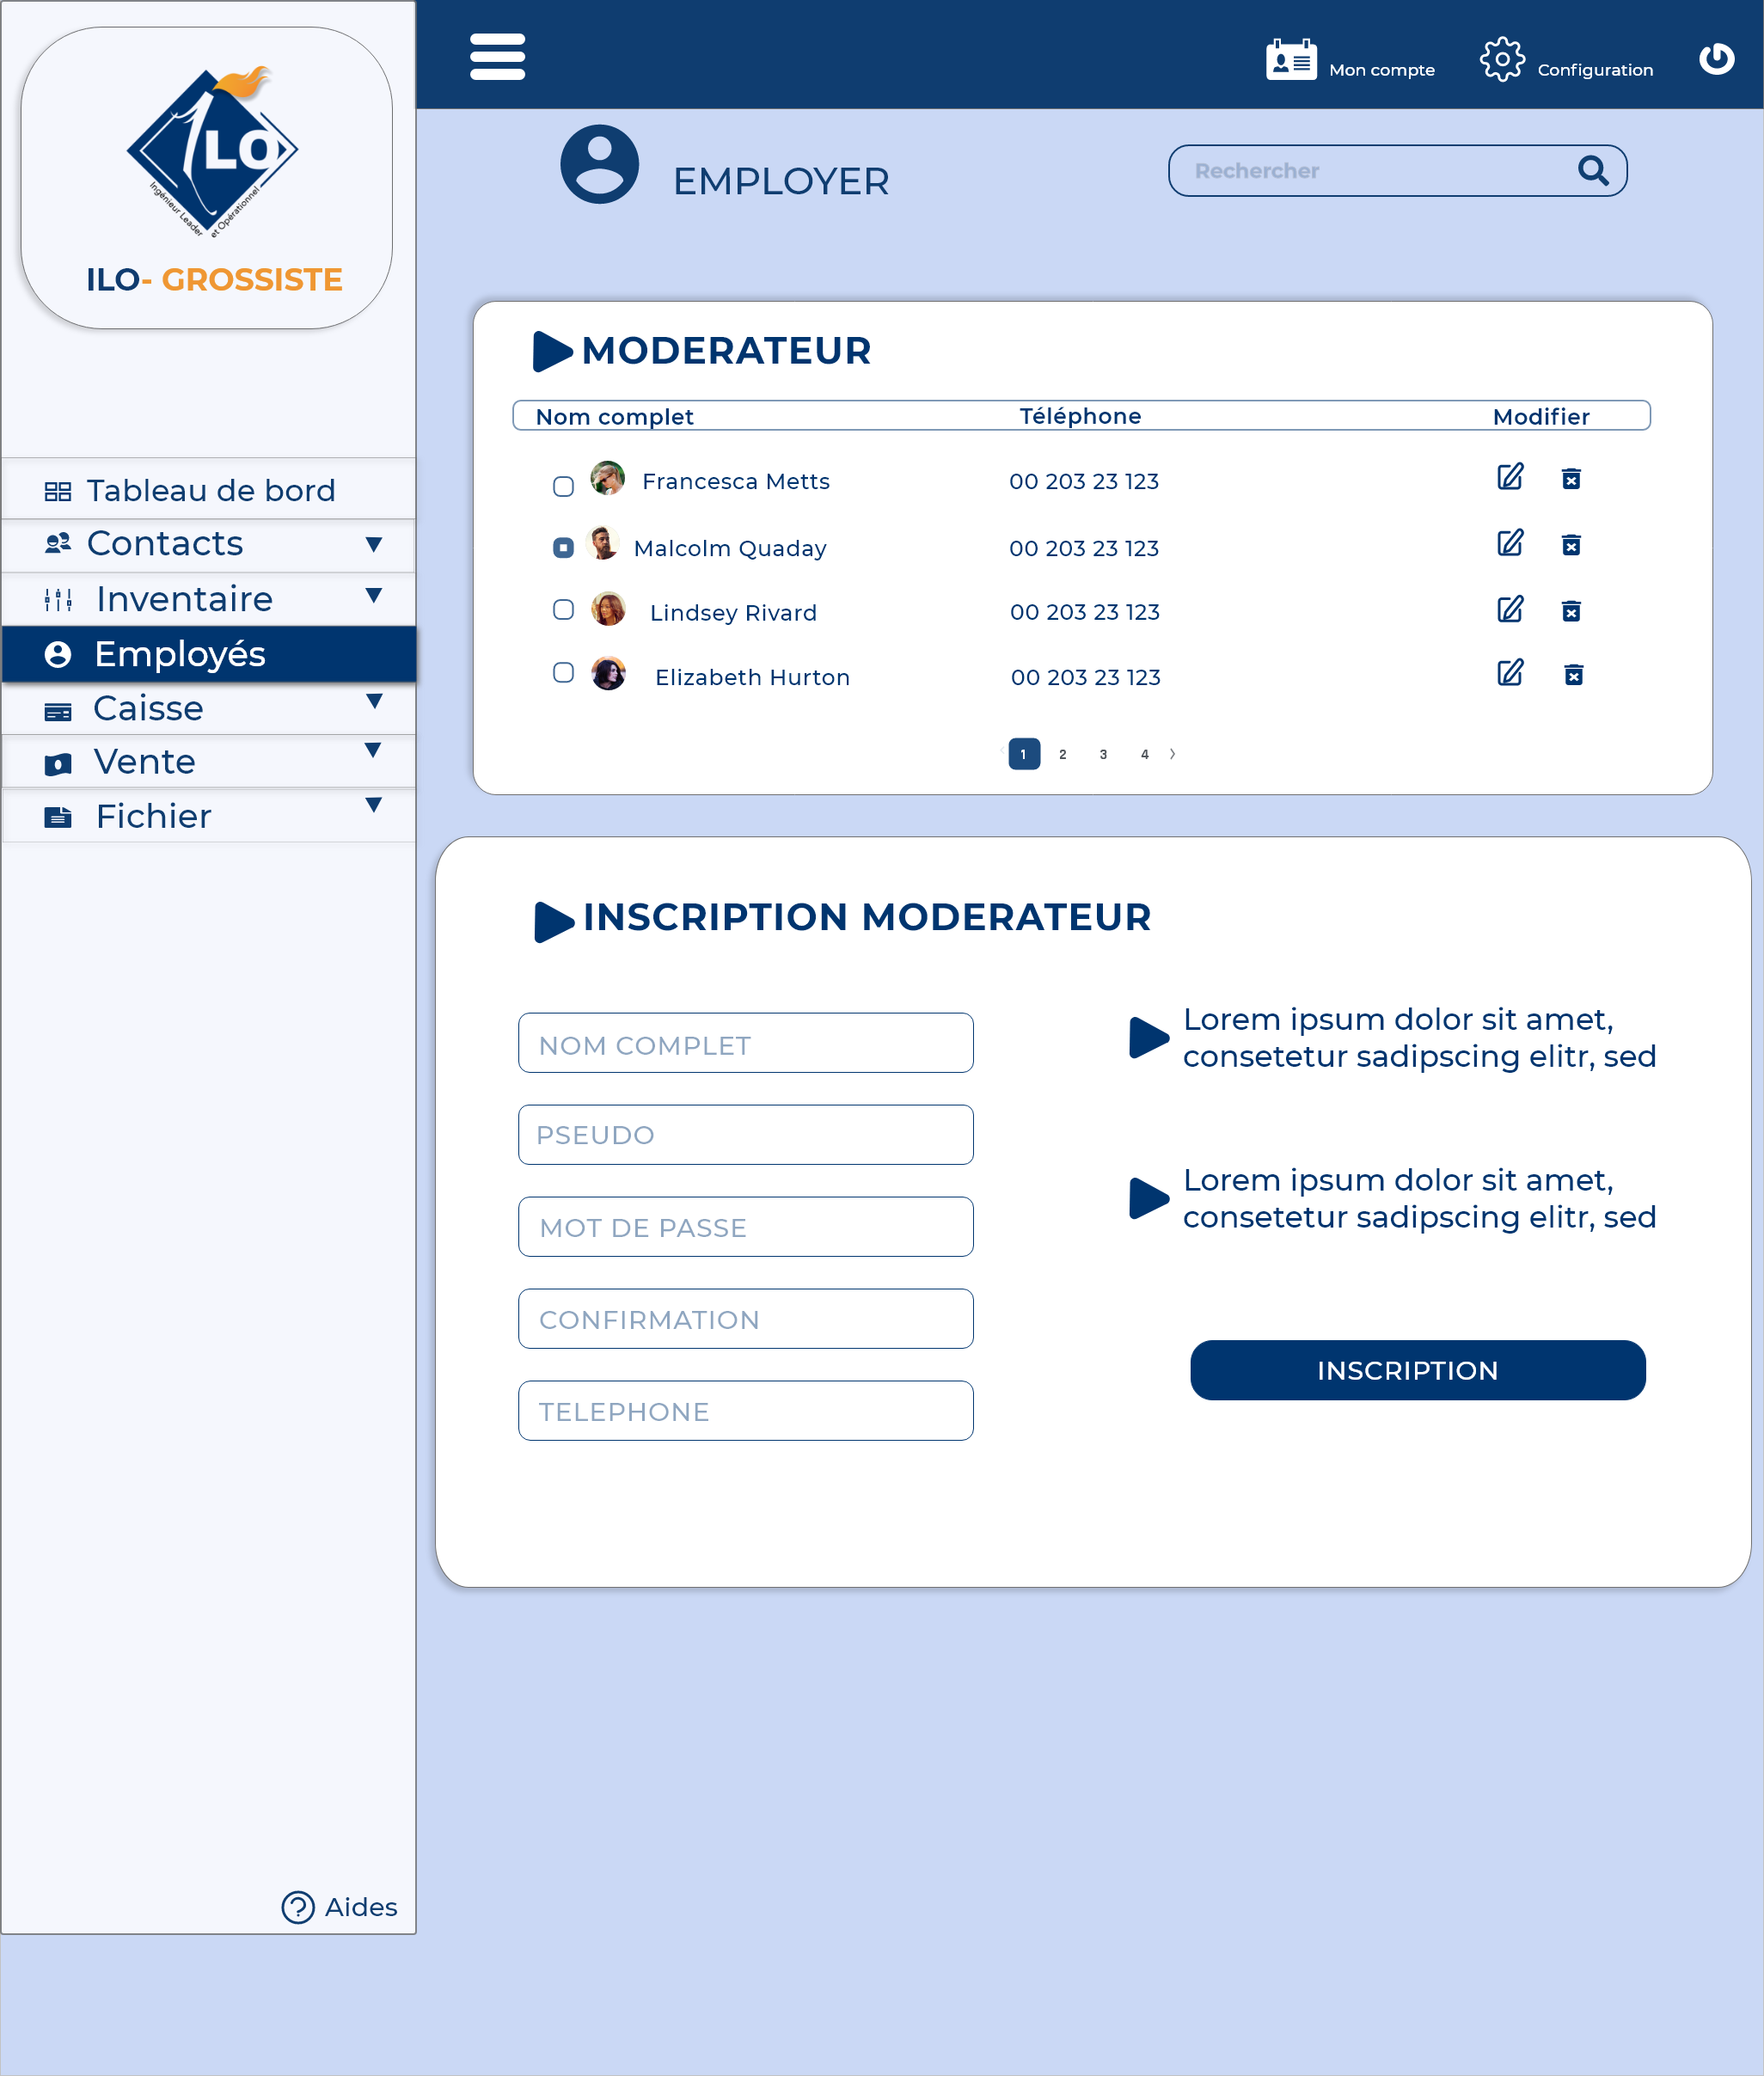 LO
Ingénieur Leader
et Opérationnel
ILO- GROSSISTE
Tableau de bord
Contacts
Inventaire
Employés
Caisse
Vente
Fichier
Aides
Mon compte
Configuration
EMPLOYER
Rechercher
MODERATEUR
Nom complet Téléphone Modifier
Francesca Metts 00 203 23 123
Malcolm Quaday 00 203 23 123
Lindsey Rivard 00 203 23 123
Elizabeth Hurton 00 203 23 123
1 2 3 4
INSCRIPTION MODERATEUR
NOM COMPLET
PSEUDO
MOT DE PASSE
CONFIRMATION
TELEPHONE
Lorem ipsum dolor sit amet,
consetetur sadipscing elitr, sed
Lorem ipsum dolor sit amet,
consetetur sadipscing elitr, sed
INSCRIPTION